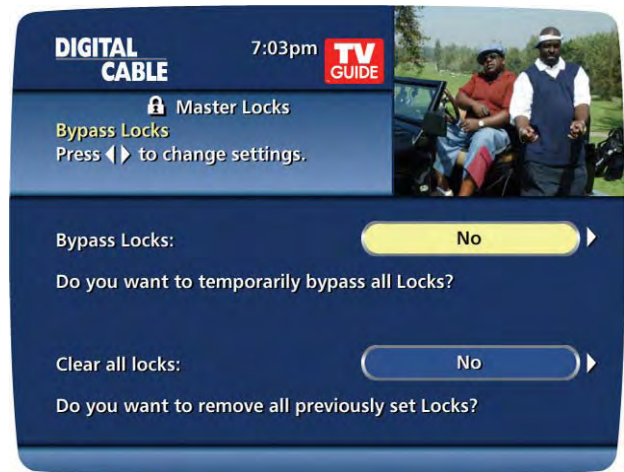 DIGITAL
CABLE
7:03pm
TV
GUIDE
Master Locks
Bypass Locks
Press ◀ ▶ to change settings.
Bypass Locks:
No
Do you want to temporarily bypass all Locks?
Clear all locks:
No
Do you want to remove all previously set Locks?